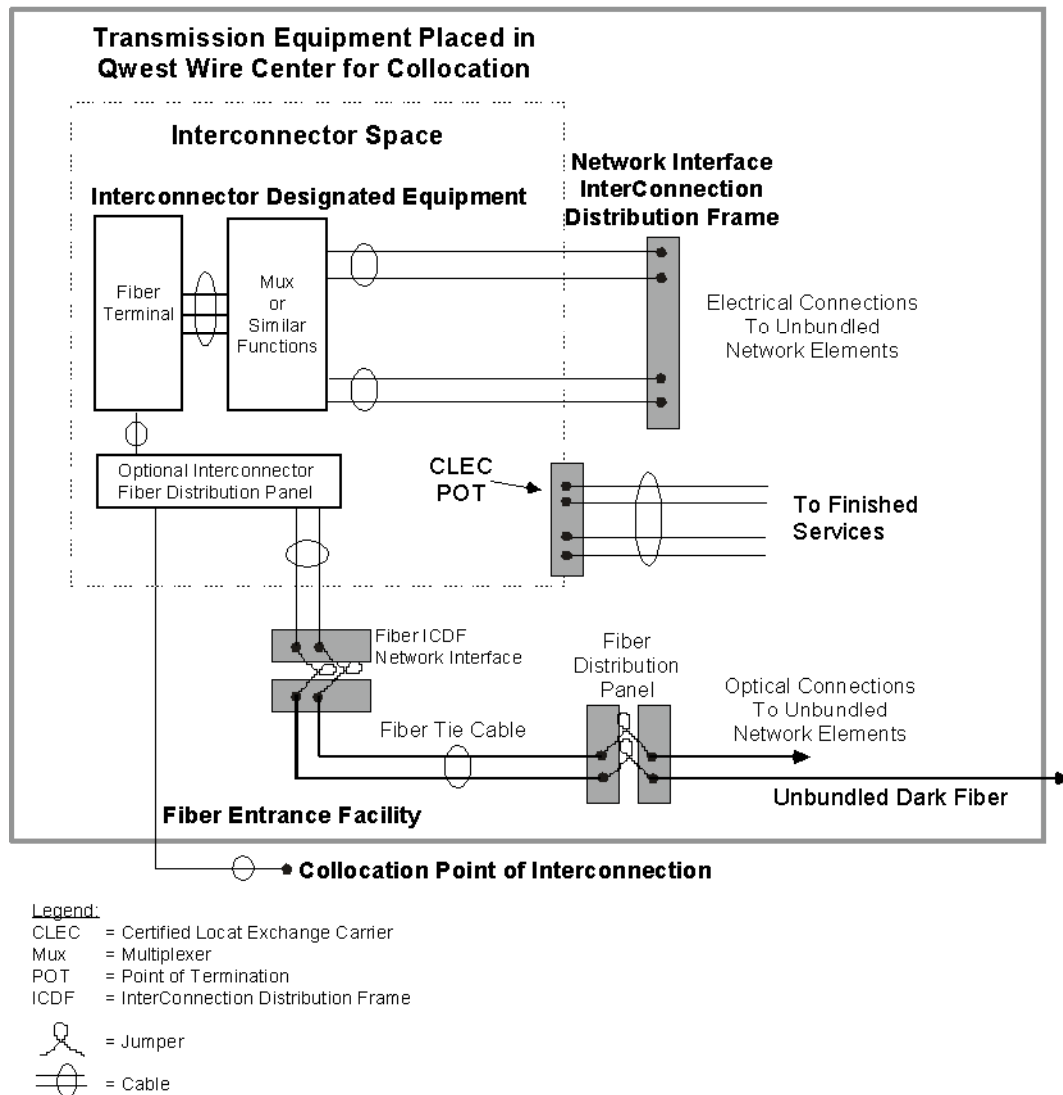 Transmission Equipment Placed in
Qwest Wire Center for Collocation
Interconnector Space
Network Interface
InterConnection
Distribution Frame
Interconnector Designated Equipment
Fiber
Terminal
Mux
or
Similar
Functions
Electrical Connections
To Unbundled
Network Elements
Optional Interconnector
Fiber Distribution Panel
CLEC
POT
To Finished
Services
Fiber ICDF
Network Interface
Fiber
Distribution
Panel
Optical Connections
To Unbundled
Network Elements
Fiber Tie Cable
Unbundled Dark Fiber
Fiber Entrance Facility
Collocation Point of Interconnection
Legend:
CLEC = Certified Locat Exchange Carrier
Mux = Multiplexer
POT = Point of Termination
ICDF = InterConnection Distribution Frame
= Jumper
= Cable